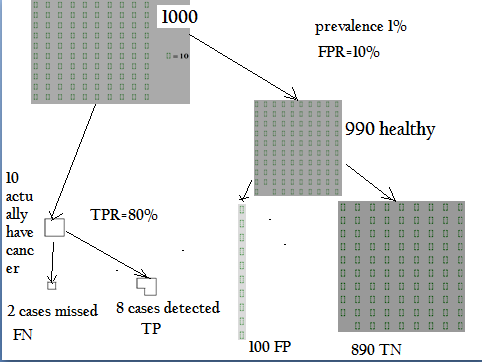 1000
prevalence 1%
FPR=10%
=10
990 healthy
10
actu
ally
have
canc
er
TPR=80%
2 cases missed
FN
8 cases detected
TP
100 FP
890 TN